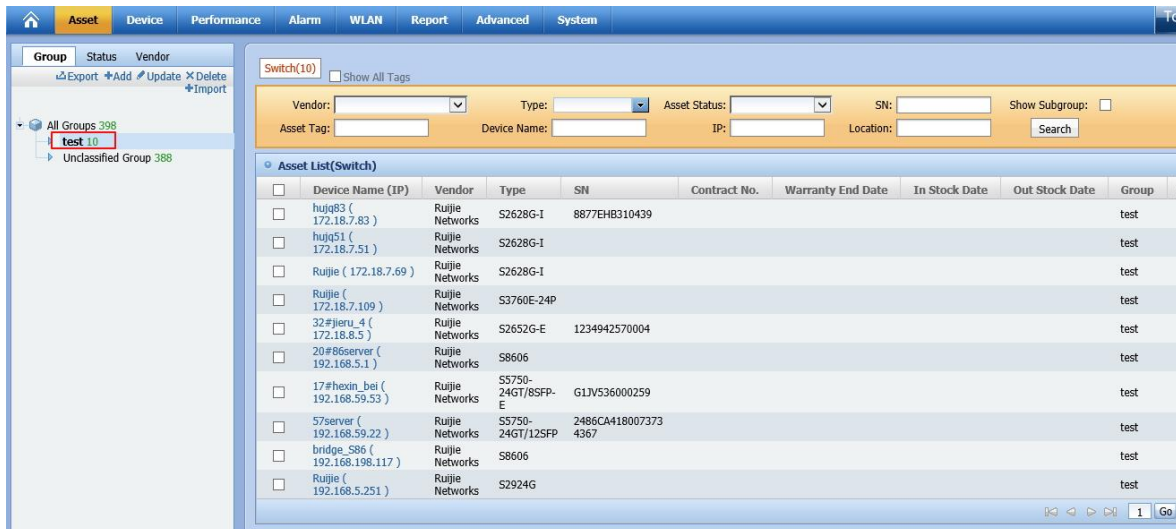 Asset Device Performance Alarm WLAN Report Advanced System To
Group Status Vendor
Export Add Update Delete
Import
All Groups 398
test 10
Unclassified Group 388
Switch(10) Show All Tags
Vendor: Type: Asset Status: SN: Show Subgroup:
Asset Tag: Device Name: IP: Location: Search
Asset List(Switch)
Device Name (IP) Vendor Type SN Contract No. Warranty End Date In Stock Date Out Stock Date Group
hujq83 (
172.18.7.83 ) Ruijie
Networks S2628G-I 8877EHB310439 test
hujq51 (
172.18.7.51 ) Ruijie
Networks S2628G-I test
Ruijie ( 172.18.7.69 ) Ruijie
Networks S2628G-I test
Ruijie (
172.18.7.109 ) Ruijie
Networks S3760E-24P test
32#jieru_4 (
172.18.8.5 ) Ruijie
Networks S2652G-E 1234942570004 test
20#86server (
192.168.5.1 ) Ruijie
Networks S8606 test
17#hexin_bei (
192.168.59.53 ) Ruijie
Networks S5750-
24GT/8SFP-
E G1JV536000259 test
57server (
192.168.59.22 ) Ruijie
Networks S5750-
24GT/12SFP 2486CA418007373
4367 test
bridge_S86 (
192.168.198.117 ) Ruijie
Networks S8606 test
Ruijie (
192.168.5.251 ) Ruijie
Networks S2924G test
1 Go